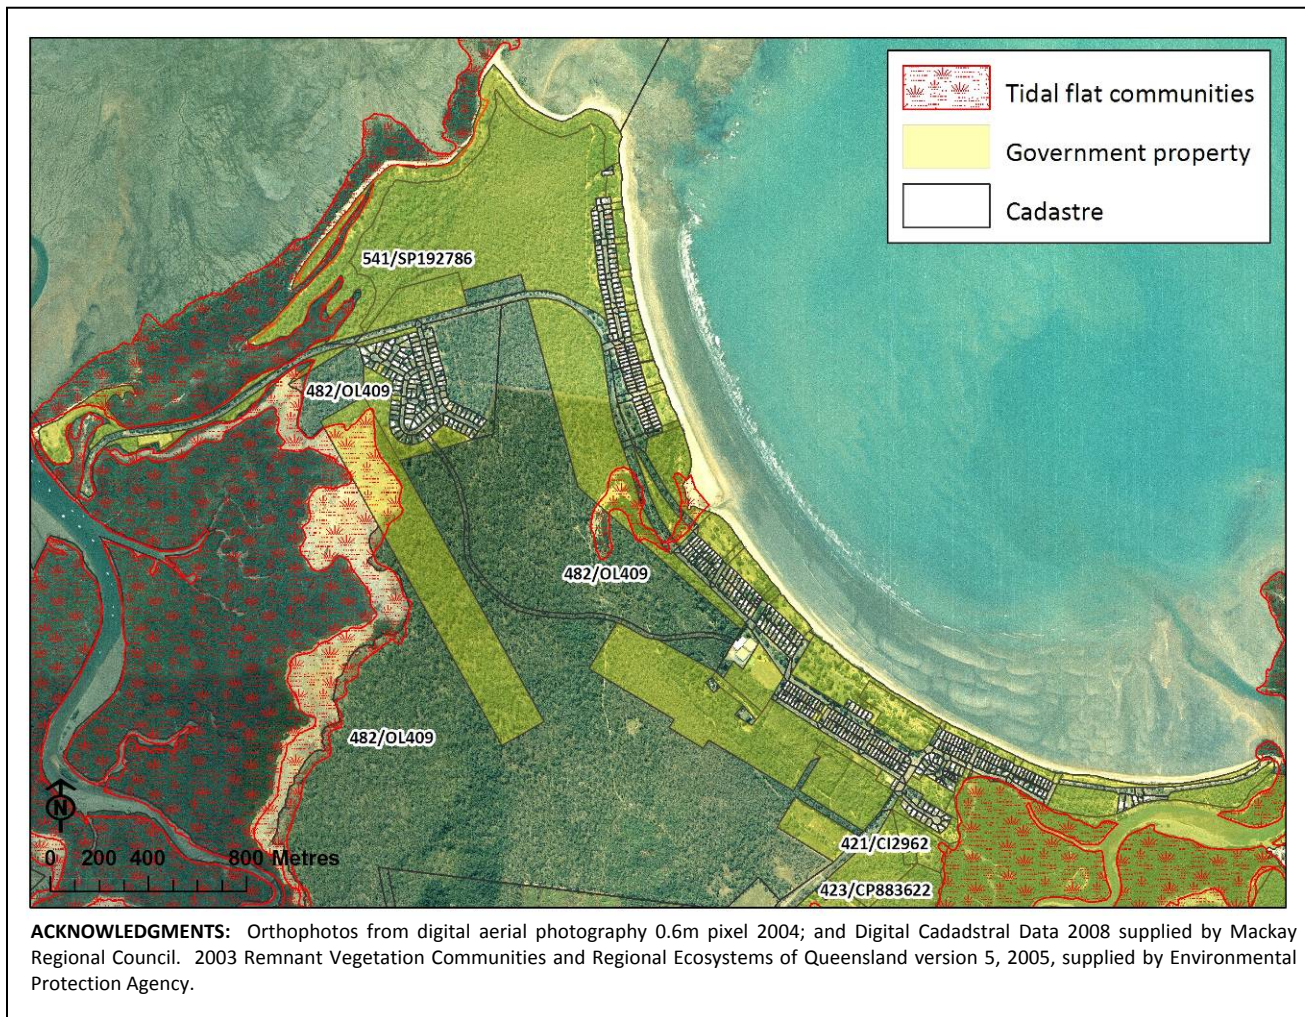 Tidal flat communities
Government property
Cadastre
541/SP192786
482/OL409
482/OL409
482/OL409
421/CI2962
423/CP883622
N
0 200 400 800 Metres
ACKNOWLEDGMENTS: Orthophotos from digital aerial photography 0.6m pixel 2004; and Digital Cadadstral Data 2008 supplied by Mackay
Regional Council. 2003 Remnant Vegetation Communities and Regional Ecosystems of Queensland version 5, 2005, supplied by Environmental
Protection Agency.